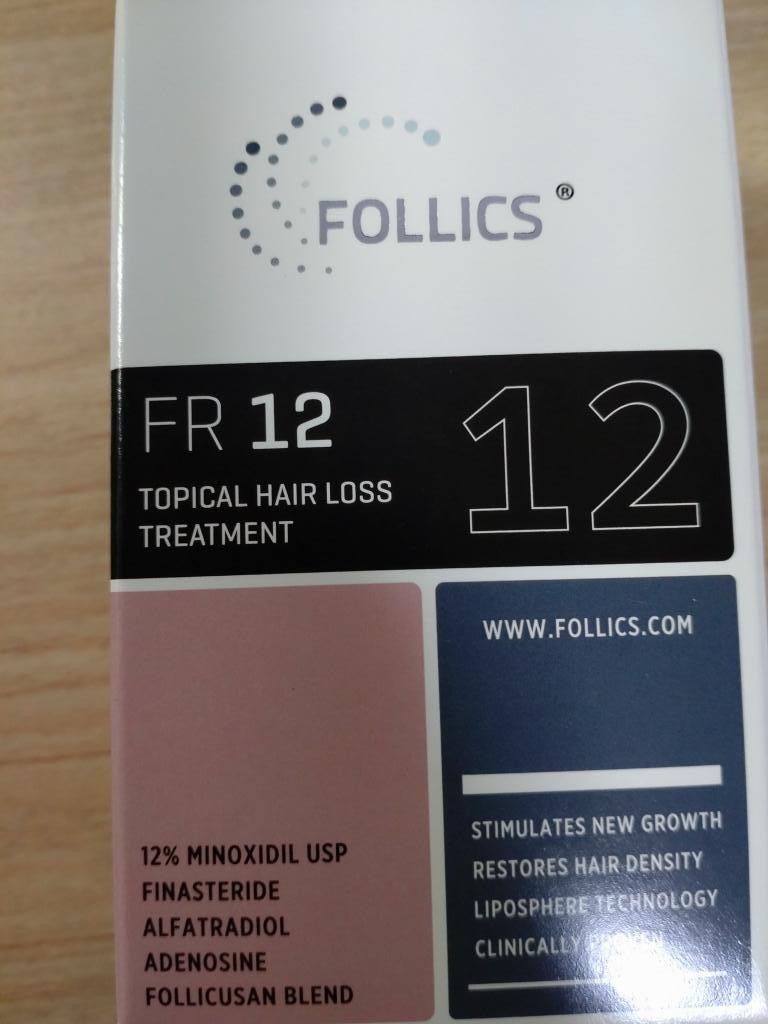 FOLLICS®
FR 12
12
TOPICAL HAIR LOSS
TREATMENT
WWW.FOLLICS.COM
12% MINOXIDIL USP
FINASTERIDE
ALFATRADIOL
ADENOSINE
FOLLICUSAN BLEND
STIMULATES NEW GROWTH
RESTORES HAIR DENSITY
LIPOSPHERE TECHNOLOGY
CLINICALLY PROVEN